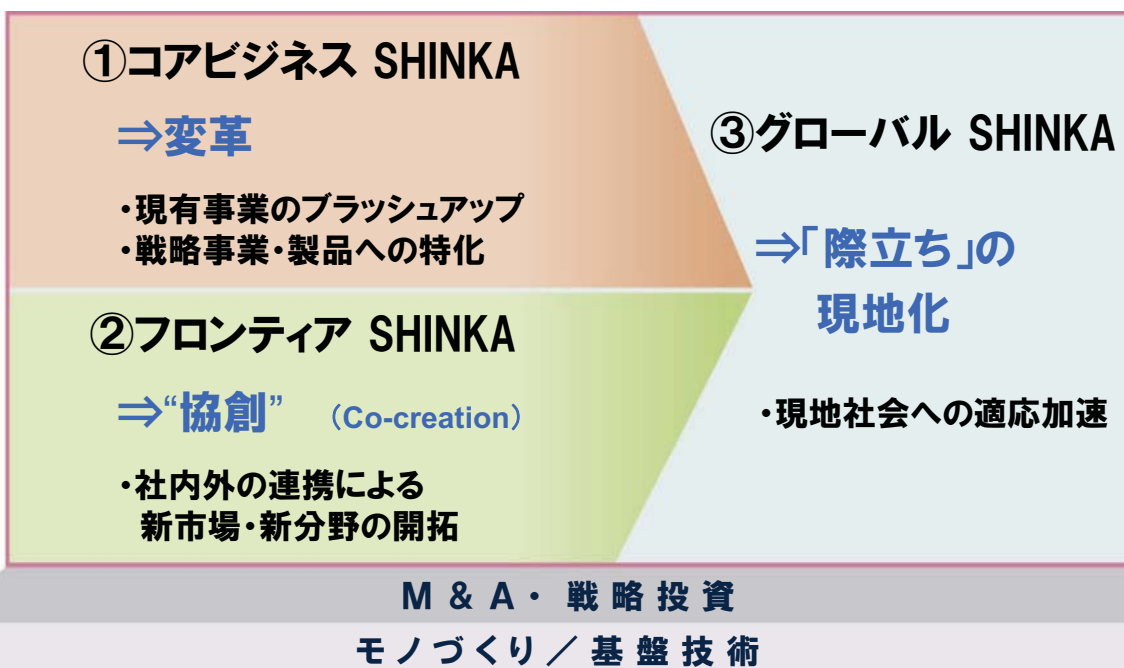 ①コアビジネス SHINKA
⇒変革
・現有事業のブラッシュアップ
・戦略事業・製品への特化
②フロンティア SHINKA
⇒“協創” （Co-creation）
・社内外の連携による
新市場・新分野の開拓
③グローバル SHINKA
⇒「際立ち」の
現地化
・現地社会への適応加速
M & A ・ 戦略投資
モノづくり／基盤技術